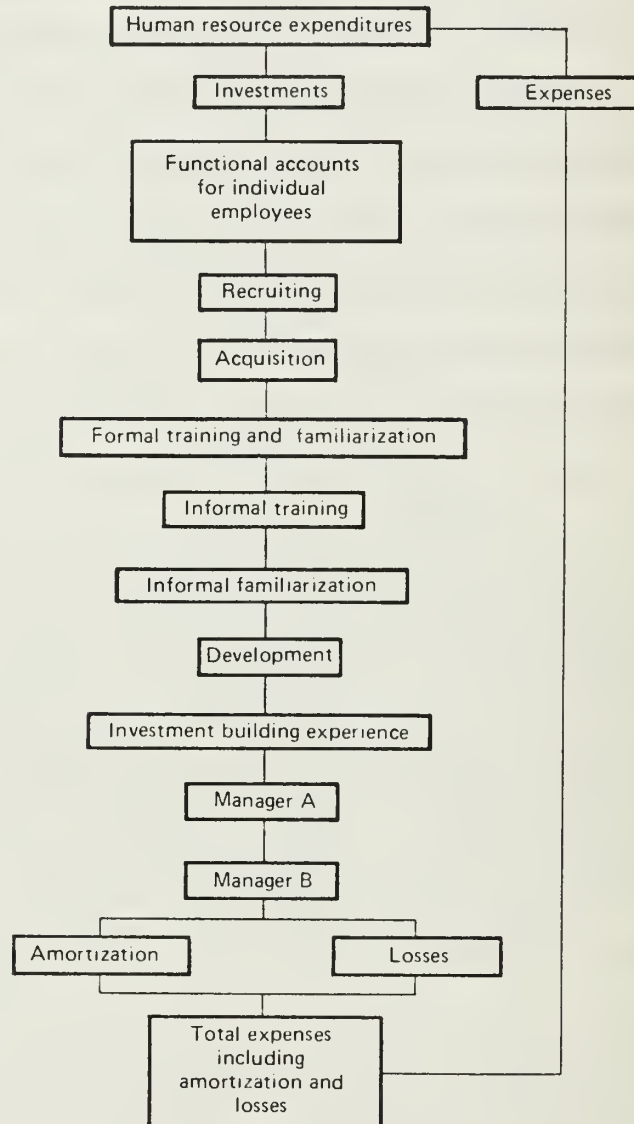 Human resource expenditures
Investments
Expenses
Functional accounts
for individual
employees
Recruiting
Acquisition
Formal training and familiarization
Informal training
Informal familiarization
Development
Investment building experience
Manager A
Manager B
Amortization
Losses
Total expenses
including
amortization and
losses